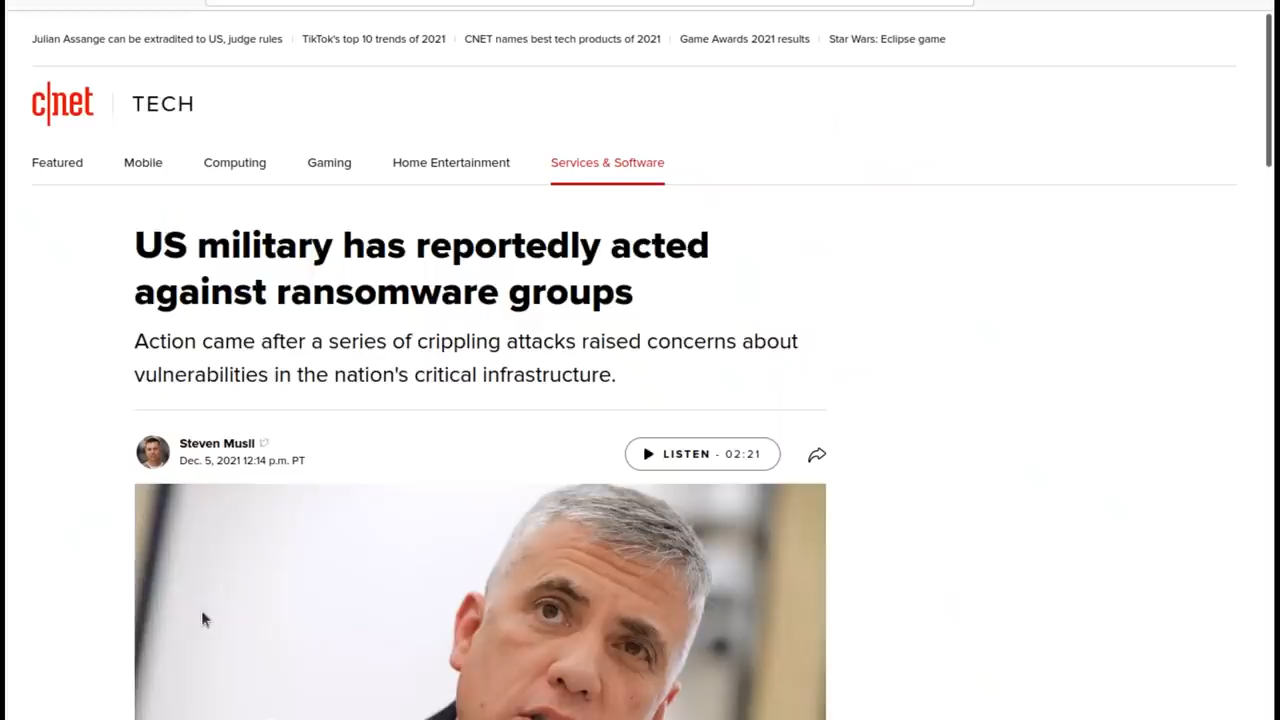 Julian Assange can be extradited to US, judge rules TikTok's top 10 trends of 2021 CNET names best tech products of 2021 Game Awards 2021 results Star Wars: Eclipse game
c|net TECH
Featured Mobile Computing Gaming Home Entertainment Services & Software
US military has reportedly acted
against ransomware groups
Action came after a series of crippling attacks raised concerns about
vulnerabilities in the nation's critical infrastructure.
Steven Musil
Dec. 5, 2021 12:14 p.m. PT
LISTEN - 02:21